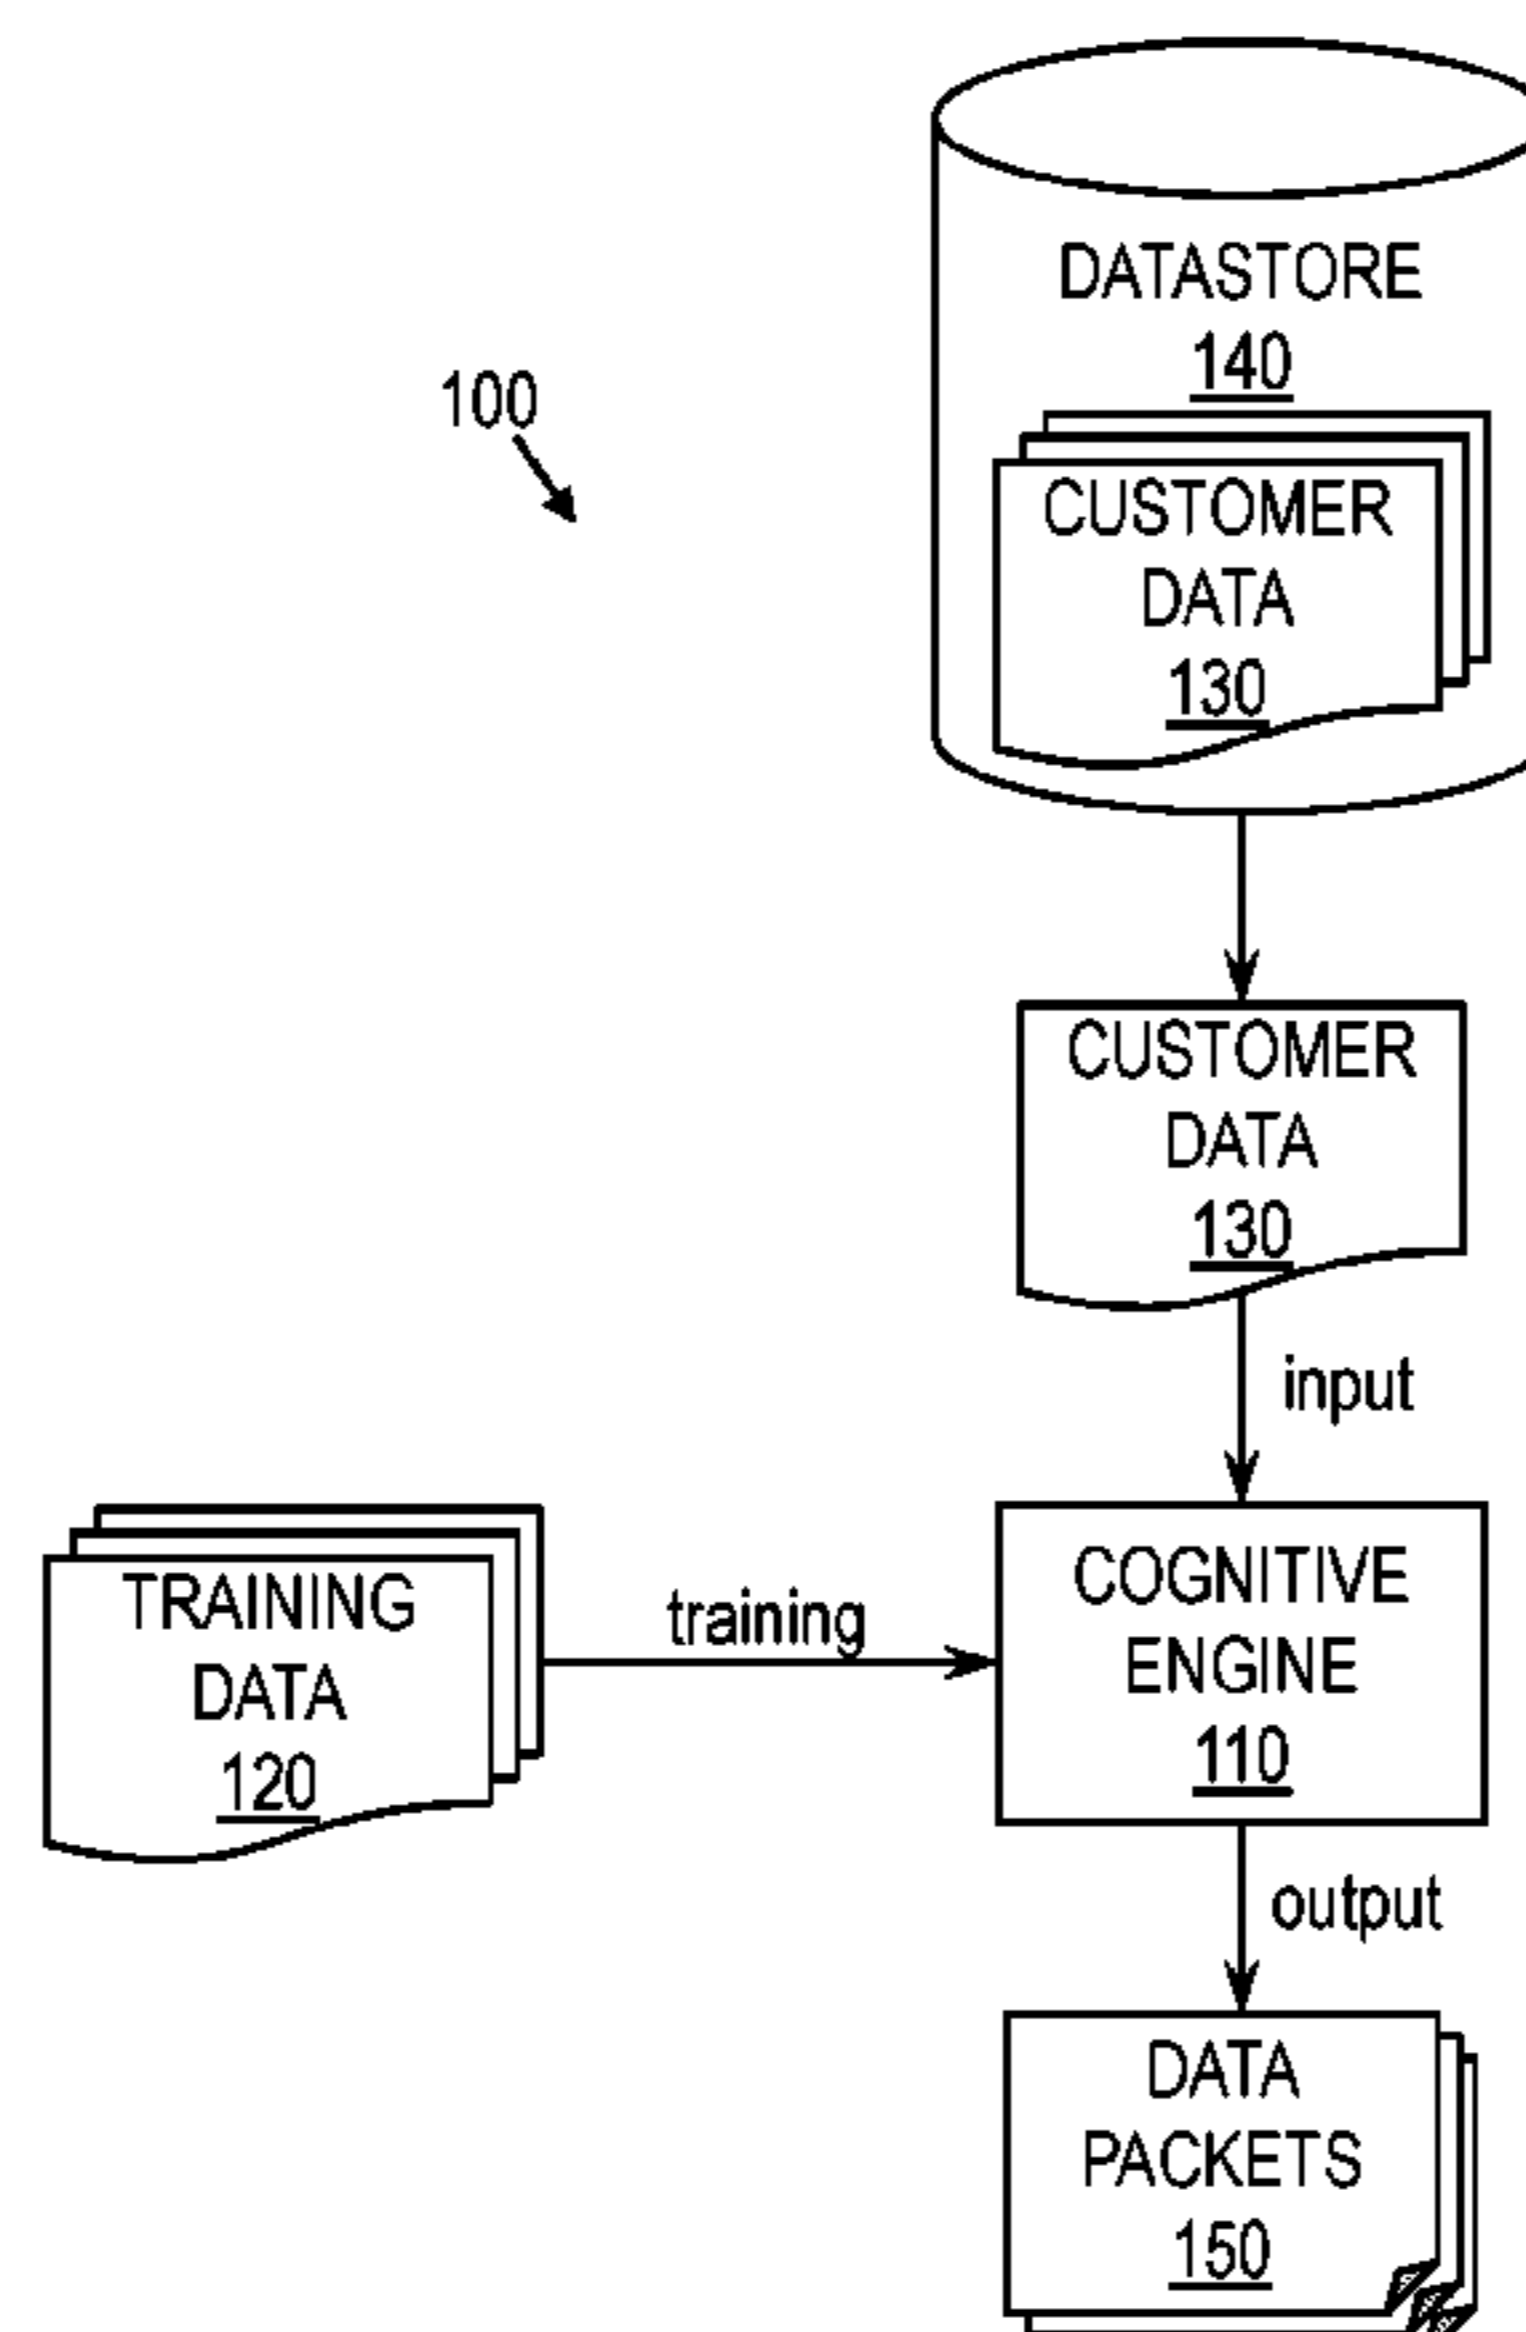 100
DATASTORE
140
CUSTOMER
DATA
130
CUSTOMER
DATA
130
input
TRAINING
DATA
120
training
COGNITIVE
ENGINE
110
output
DATA
PACKETS
150